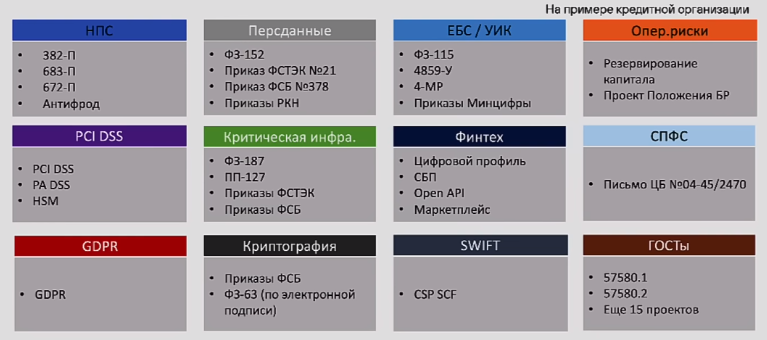 На примере кредитной организации
НПС
• 382-П
• 683-П
• 672-П
• Антифрод
Персданные
• ФЗ-152
• Приказ ФСТЭК №21
• Приказ ФСБ №378
• Приказы РКН
ЕБС / УИК
• ФЗ-115
• 4859-У
• 4-МР
• Приказы Минцифры
Опер.риски
• Резервирование
капитала
• Проект Положения БР
PCI DSS
• PCI DSS
• PA DSS
• HSM
Критическая инфра.
• ФЗ-187
• ПП-127
• Приказы ФСТЭК
• Приказы ФСБ
Финтех
• Цифровой профиль
• СБП
• Open API
• Маркетплейс
СПФС
• Письмо ЦБ №04-45/2470
GDPR
• GDPR
Криптография
• Приказы ФСБ
• ФЗ-63 (по электронной
подписи)
SWIFT
• CSP SCF
ГОСТы
• 57580.1
• 57580.2
• Еще 15 проектов